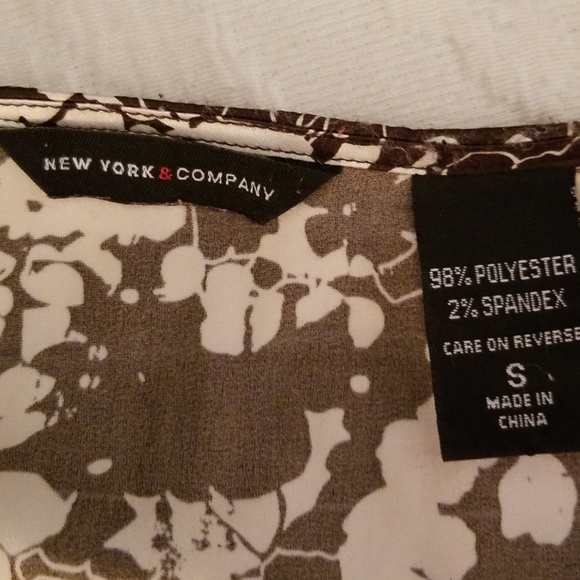 NEW YORK & COMPANY
98% POLYESTER
2% SPANDEX
CARE ON REVERSE
S
MADE IN
CHINA